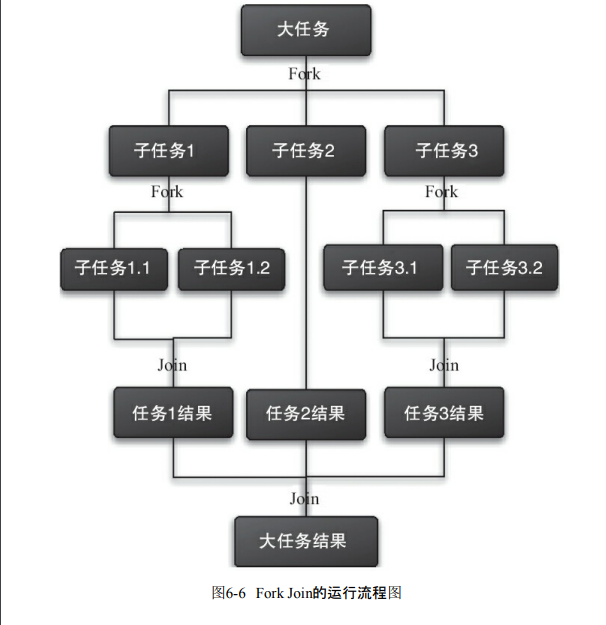 大任务
Fork
子任务1 子任务2 子任务3
Fork Fork
子任务1.1 子任务1.2 子任务3.1 子任务3.2
Join Join
任务1结果 任务2结果 任务3结果
Join
大任务结果
图6-6 Fork Join的运行流程图